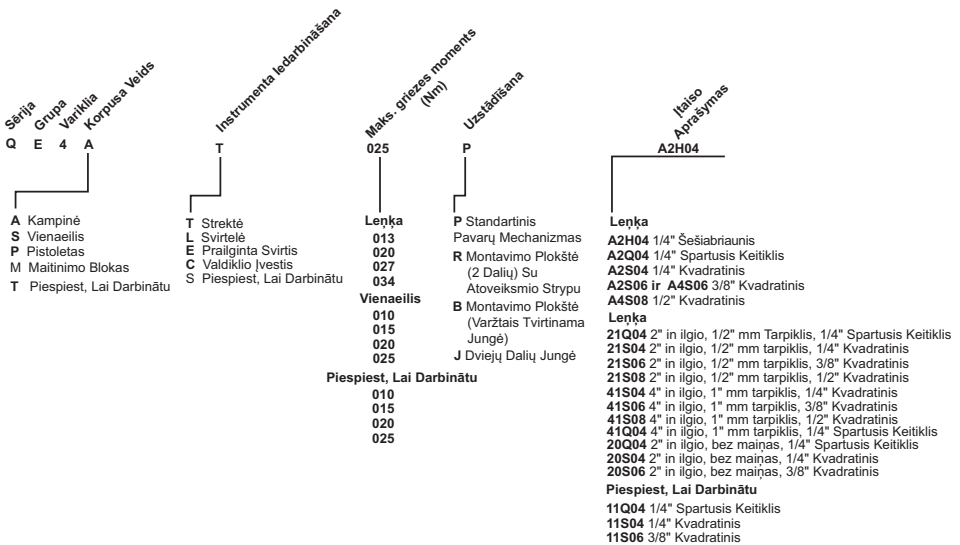 Sērija
Grupa
Variklia
Korpusa Veids
Instrumenta Iedarbināšana
Maks. griezes moments
(Nm)
Uzstādīšana
Įtaiso
Aprašymas
Q E 4 A T 025 P A2H04
A Kampinė
S Vienaeilis
P Pistoletas
M Maitinimo Blokas
T Piespiest, Lai Darbinātu
T Strektė
L Svirtelė
E Prailginta Svirtis
C Valdiklio Įvestis
S Piespiest, Lai Darbinātu
Leņķa
013
020
027
034
Vienaeilis
010
015
020
025
Piespiest, Lai Darbinātu
010
015
020
025
P Standartinis
Pavarų Mechanizmas
R Montavimo Plokštė
(2 Dalių) Su
Atoveiksmio Strypu
B Montavimo Plokštė
(Varžtais Tvirtinama
Jungė)
J Dviejų Dalių Jungė
Leņķa
A2H04 1/4" Šešiabriaunis
A2Q04 1/4" Spartusis Keitiklis
A2S04 1/4" Kvadratinis
A2S06 ir A4S06 3/8" Kvadratinis
A4S08 1/2" Kvadratinis
Leņķa
21Q04 2" in ilgio, 1/2" mm Tarpiklis, 1/4" Spartusis Keitiklis
21S04 2" in ilgio, 1/2" mm tarpiklis, 1/4" Kvadratinis
21S06 2" in ilgio, 1/2" mm tarpiklis, 3/8" Kvadratinis
21S08 2" in ilgio, 1/2" mm tarpiklis, 1/2" Kvadratinis
41S04 4" in ilgio, 1" mm tarpiklis, 1/4" Kvadratinis
41S06 4" in ilgio, 1" mm tarpiklis, 3/8" Kvadratinis
41S08 4" in ilgio, 1" mm tarpiklis, 1/2" Kvadratinis
41Q04 4" in ilgio, 1" mm tarpiklis, 1/4" Spartusis Keitiklis
20Q04 2" in ilgio, bez maiņas, 1/4" Spartusis Keitiklis
20S04 2" in ilgio, bez maiņas, 1/4" Kvadratinis
20S06 2" in ilgio, bez maiņas, 3/8" Kvadratinis
Piespiest, Lai Darbinātu
11Q04 1/4" Spartusis Keitiklis
11S04 1/4" Kvadratinis
11S06 3/8" Kvadratinis